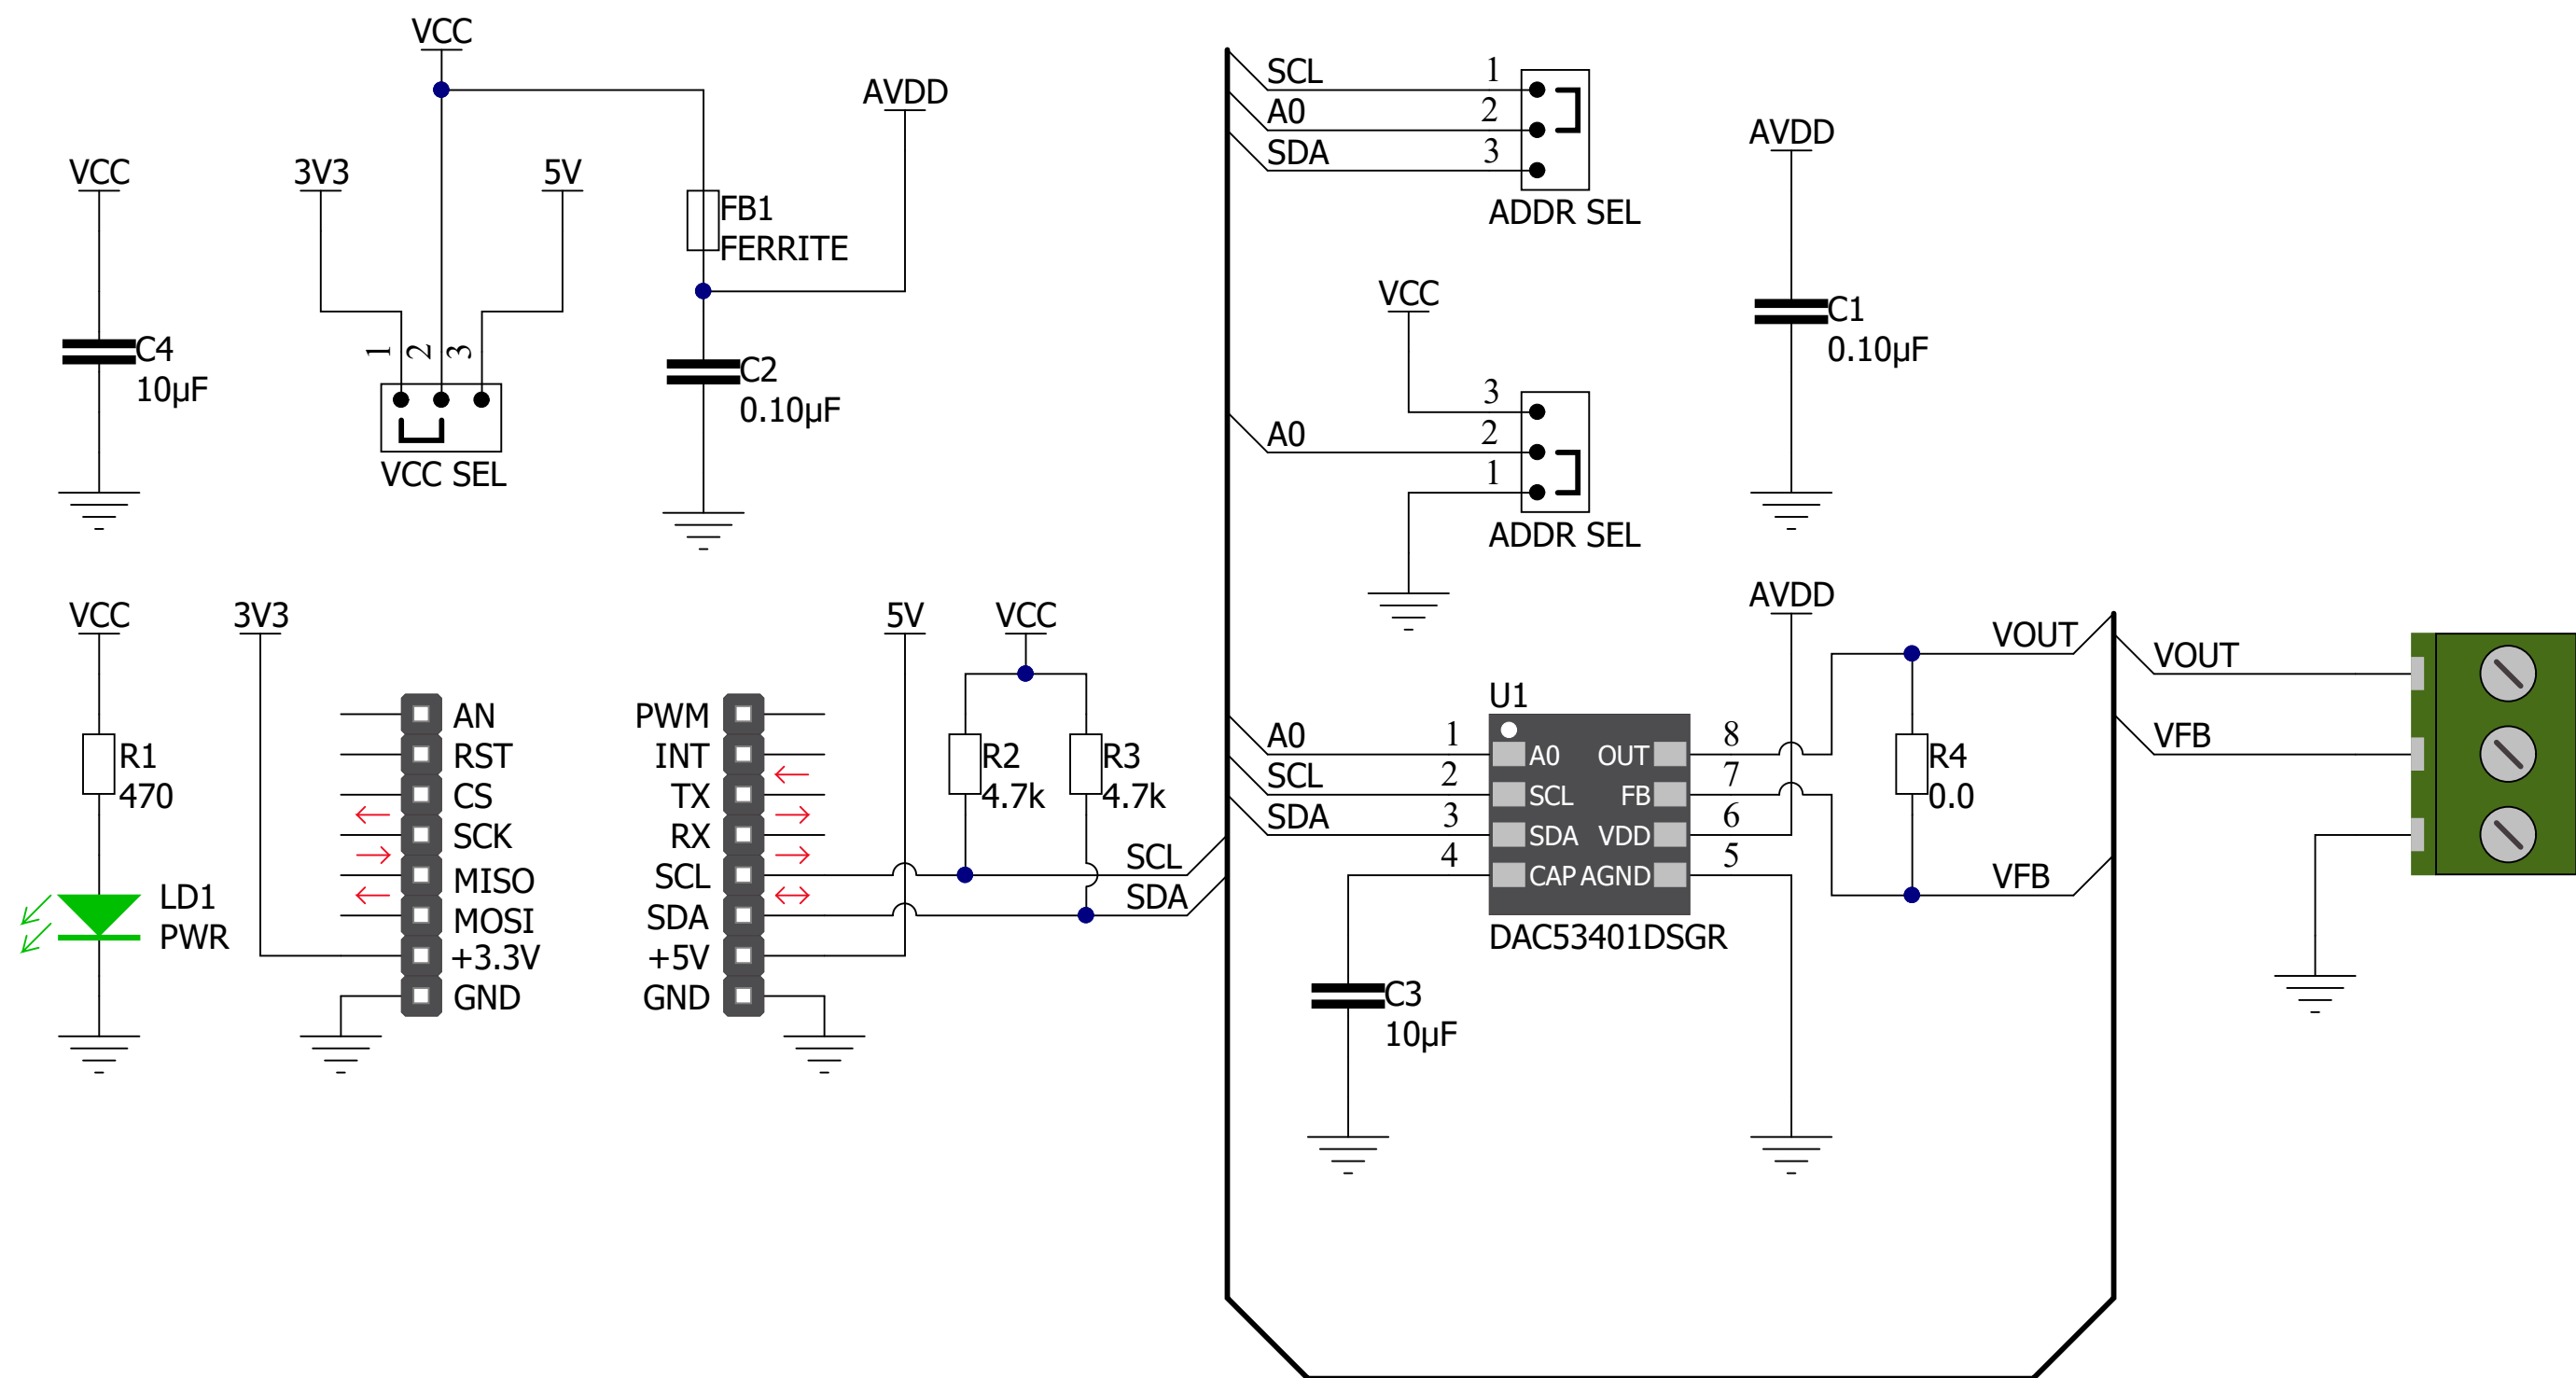 VCC
AVDD
VCC
3V3
5V
FB1
FERRITE
C4
10µF
1
2
3
VCC SEL
C2
0.10µF
SCL
1
A0
2
SDA
3
ADDR SEL
AVDD
VCC
C1
0.10µF
3
A0
2
1
ADDR SEL
VCC
3V3
5V
VCC
AVDD
R1
470
LD1
PWR
AN
RST
CS
SCK
MISO
MOSI
+3.3V
GND
PWM
INT
TX
RX
SCL
SDA
+5V
GND
R2
4.7k
R3
4.7k
SCL
SDA
U1
A0
1
SCL
2
SDA
3
4
A0
SCL
SDA
CAP
OUT
FB
VDD
AGND
8
7
6
5
DAC53401DSGR
C3
10µF
VOUT
R4
0.0
VFB
VOUT
VFB